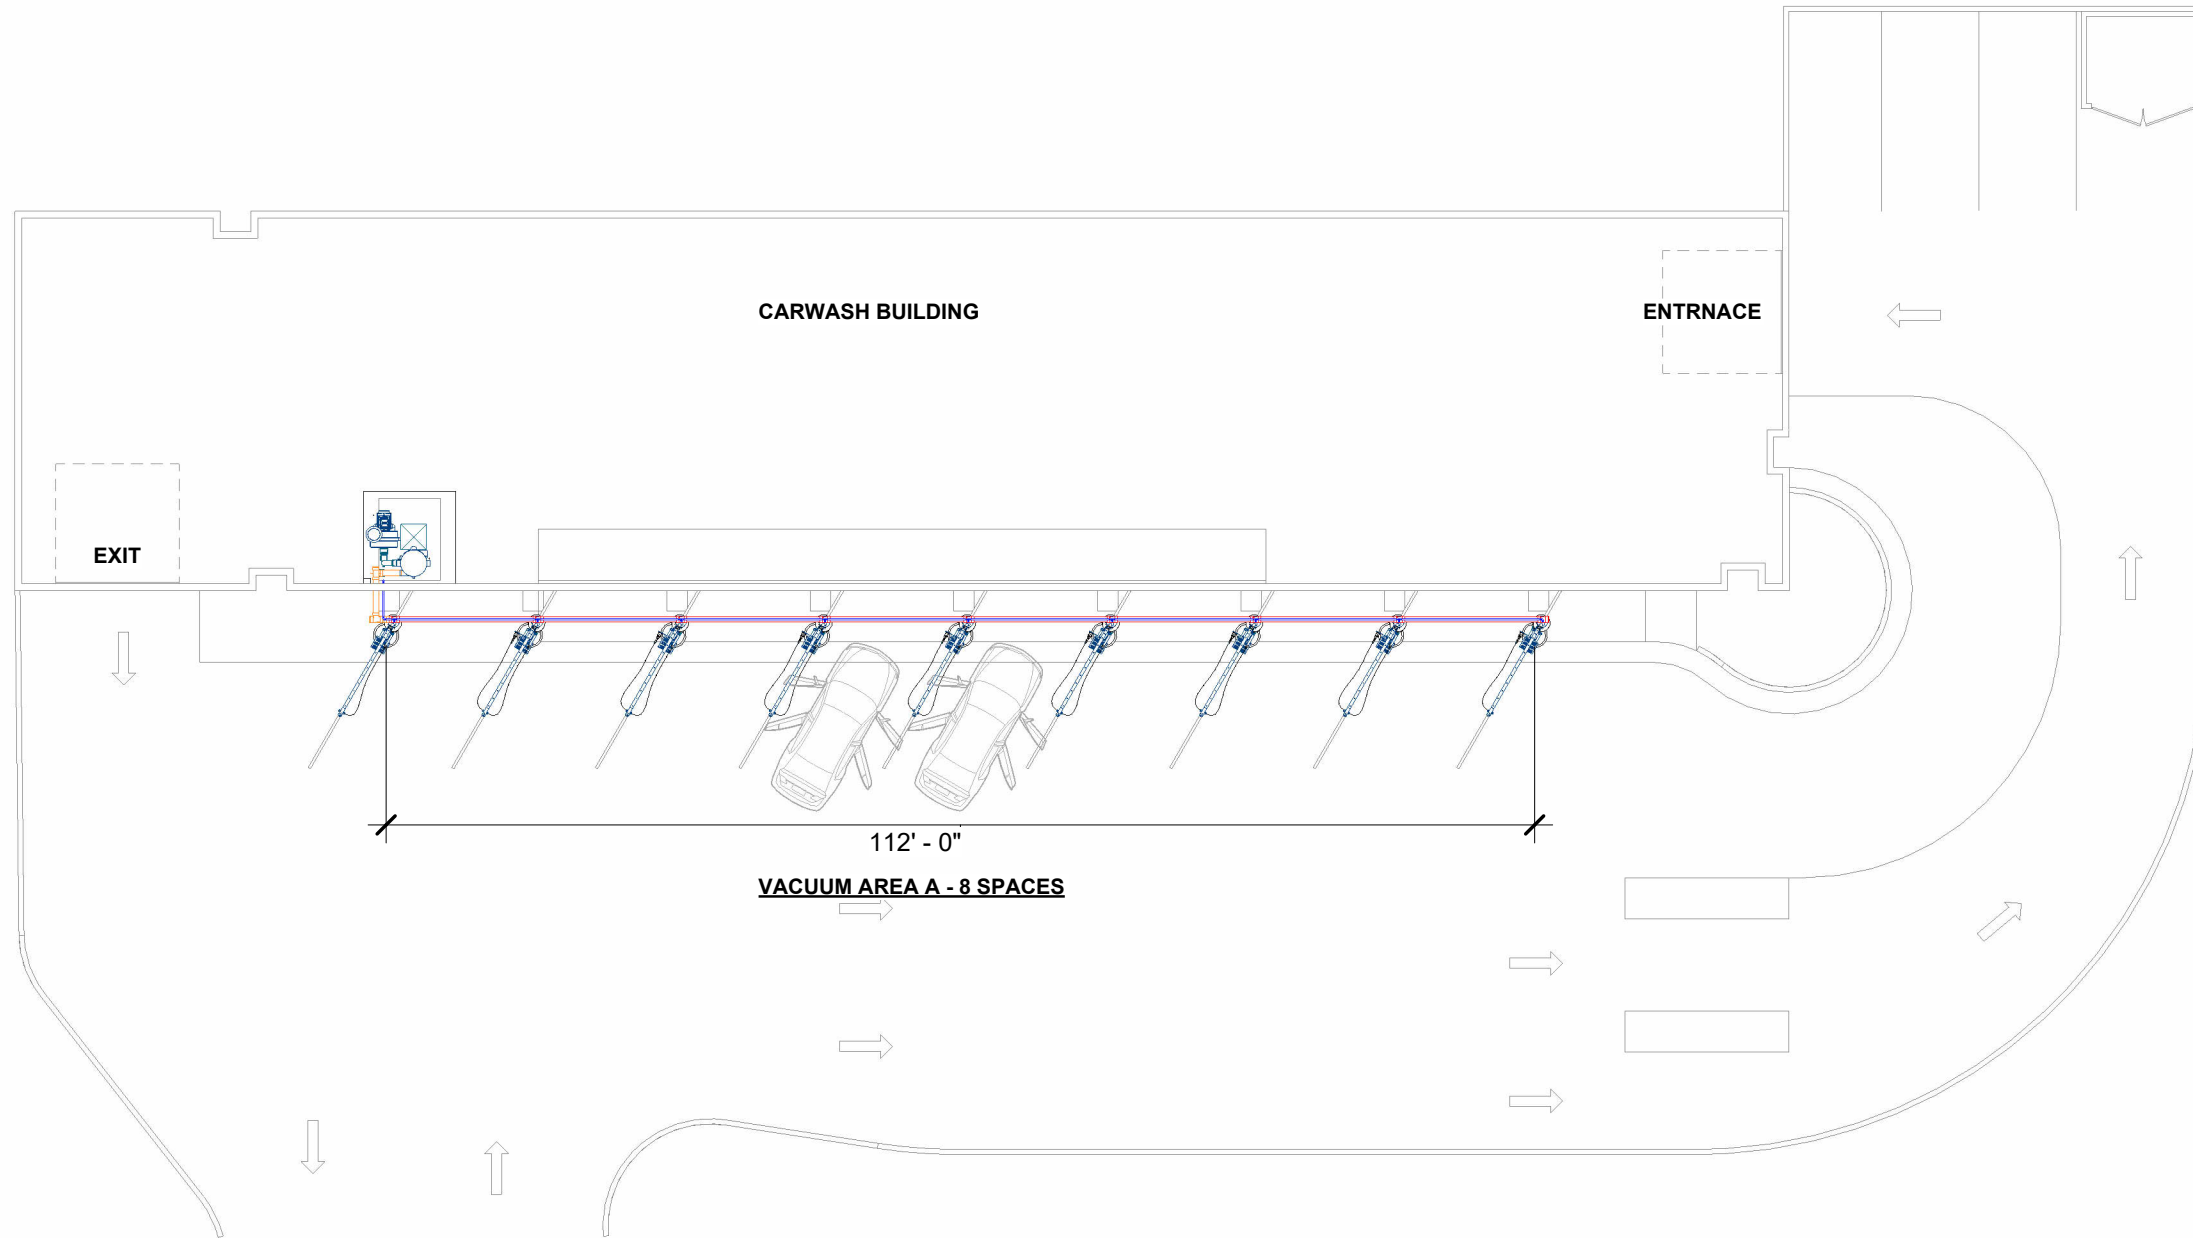 CARWASH BUILDING
ENTRNACE
EXIT
112' - 0"
VACUUM AREA A - 8 SPACES